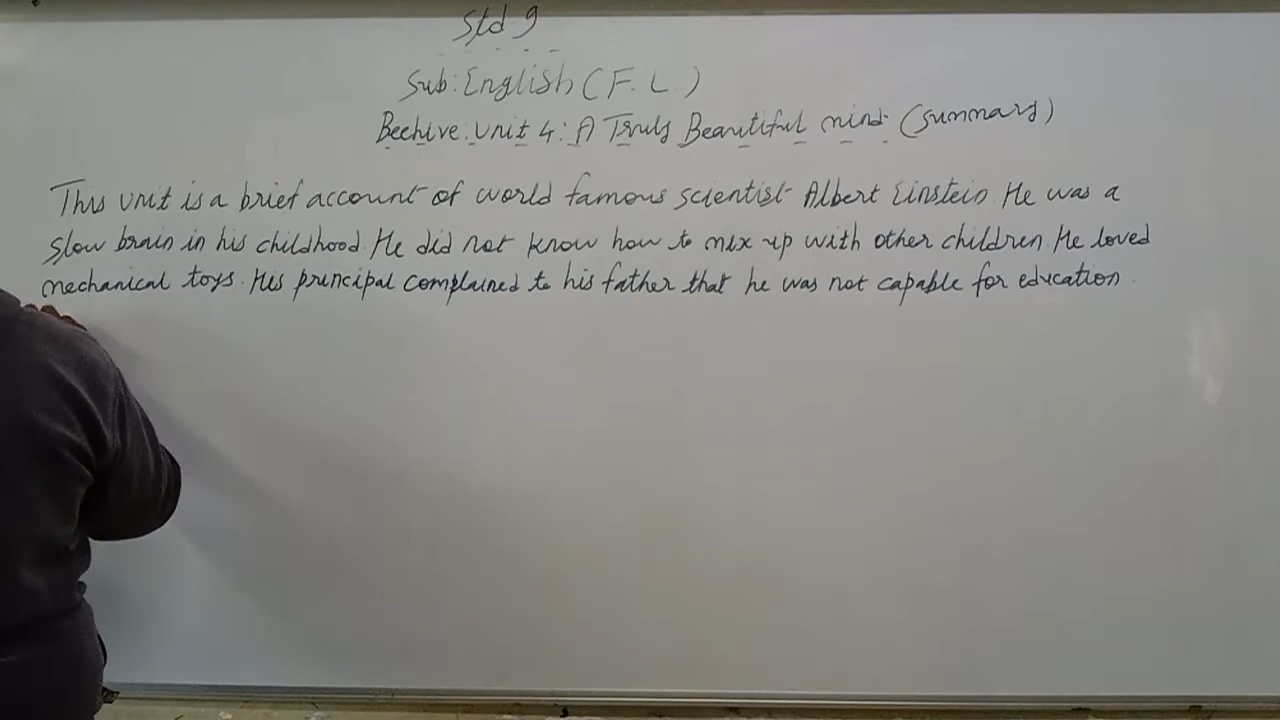 Std 9
Sub: English (F. L.)
Beehive. Unit 4: A Truly Beautiful mind. (Summary)
This unit is a brief account of world famous scientist Albert Einstein. He was a
slow brain in his childhood. He did not know how to mix up with other children. He loved
mechanical toys. His principal complained to his father that he was not capable for education.